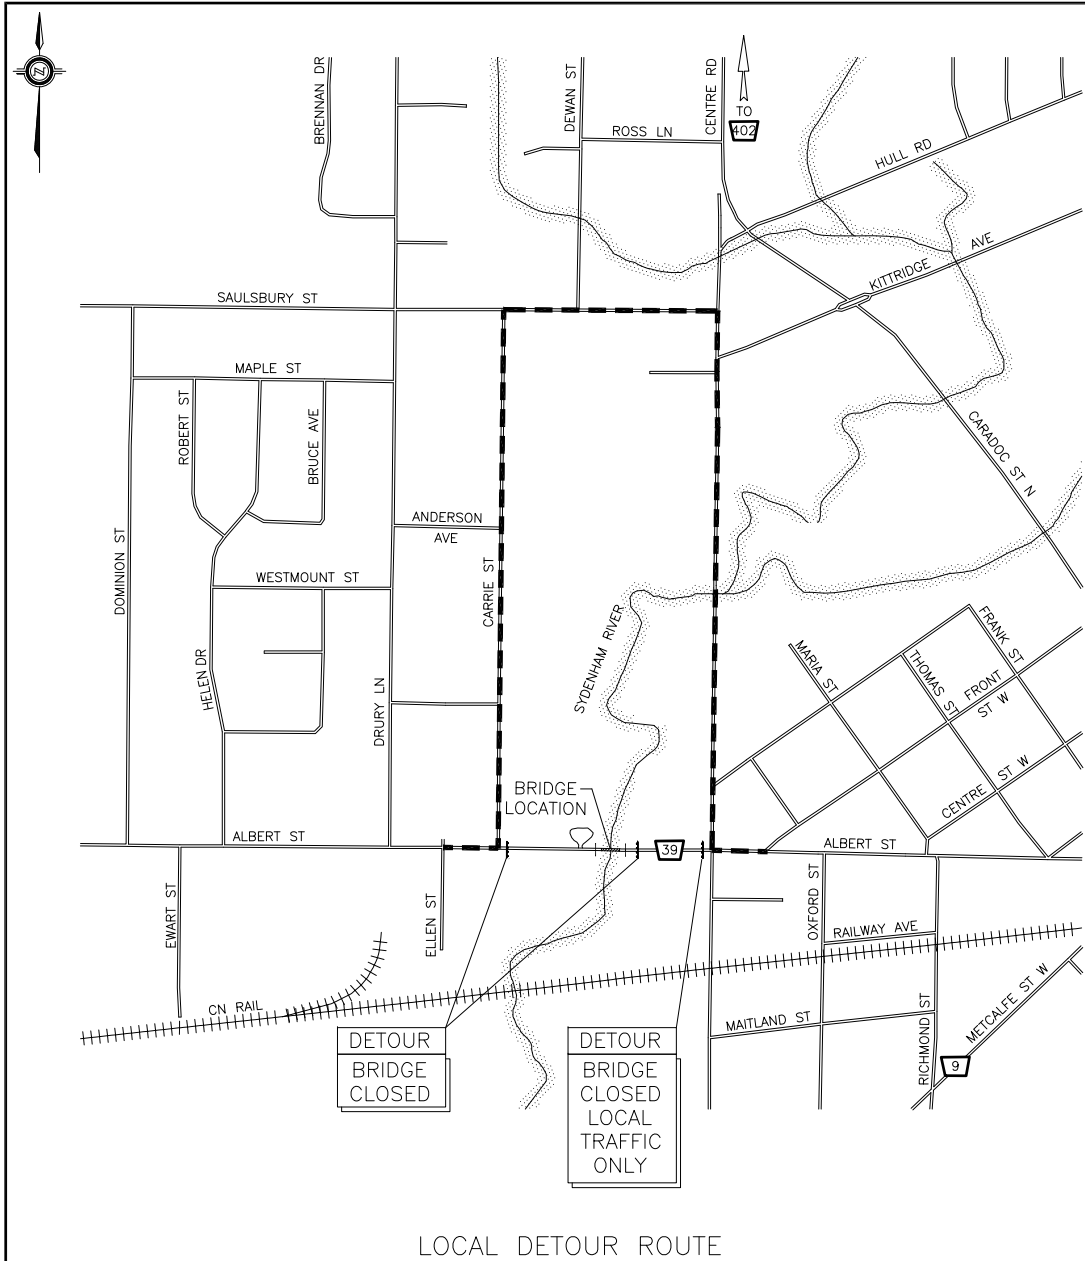 N
BRENNAN DR
DEWAN ST
CENTRE RD
TO
402
ROSS LN
HULL RD
KITTRIDGE AVE
SAULSBURY ST
MAPLE ST
ROBERT ST
BRUCE AVE
CARADOC ST N
ANDERSON
AVE
DOMINION ST
WESTMOUNT ST
CARRIE ST
SYDENHAM RIVER
HELEN DR
DRURY LN
MARIA ST
THOMAS ST
FRANK ST
FRONT
ST W
CENTRE ST W
BRIDGE
LOCATION
ALBERT ST
39
ALBERT ST
EWART ST
ELLEN ST
OXFORD ST
RAILWAY AVE
CN RAIL
MAITLAND ST
RICHMOND ST
METCALFE ST W
9
DETOUR
BRIDGE
CLOSED
DETOUR
BRIDGE
CLOSED
LOCAL
TRAFFIC
ONLY
LOCAL DETOUR ROUTE